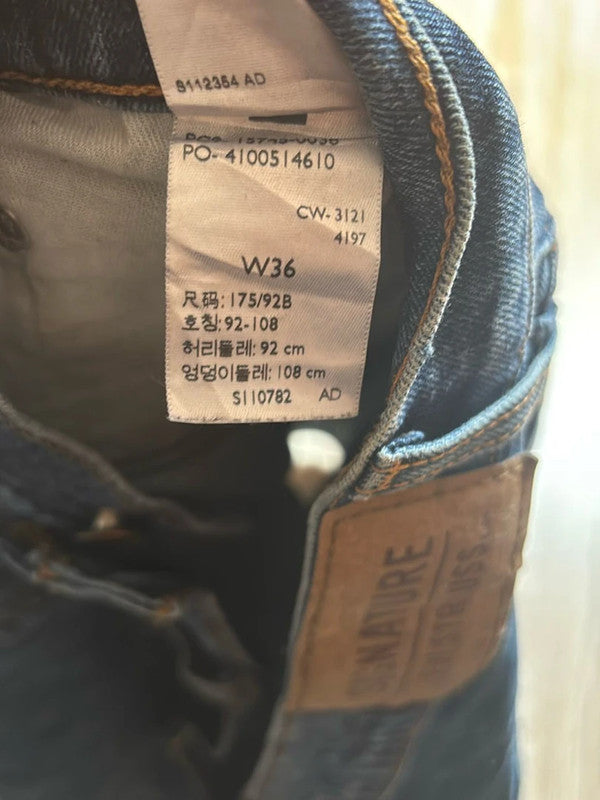 S112354 AD
PO- 4100514610
CW- 3121
4197
W36
尺码: 175/92B
호칭: 92-108
허리둘레: 92 cm
엉덩이둘레: 108 cm
S110782 AD
SIGNATURE